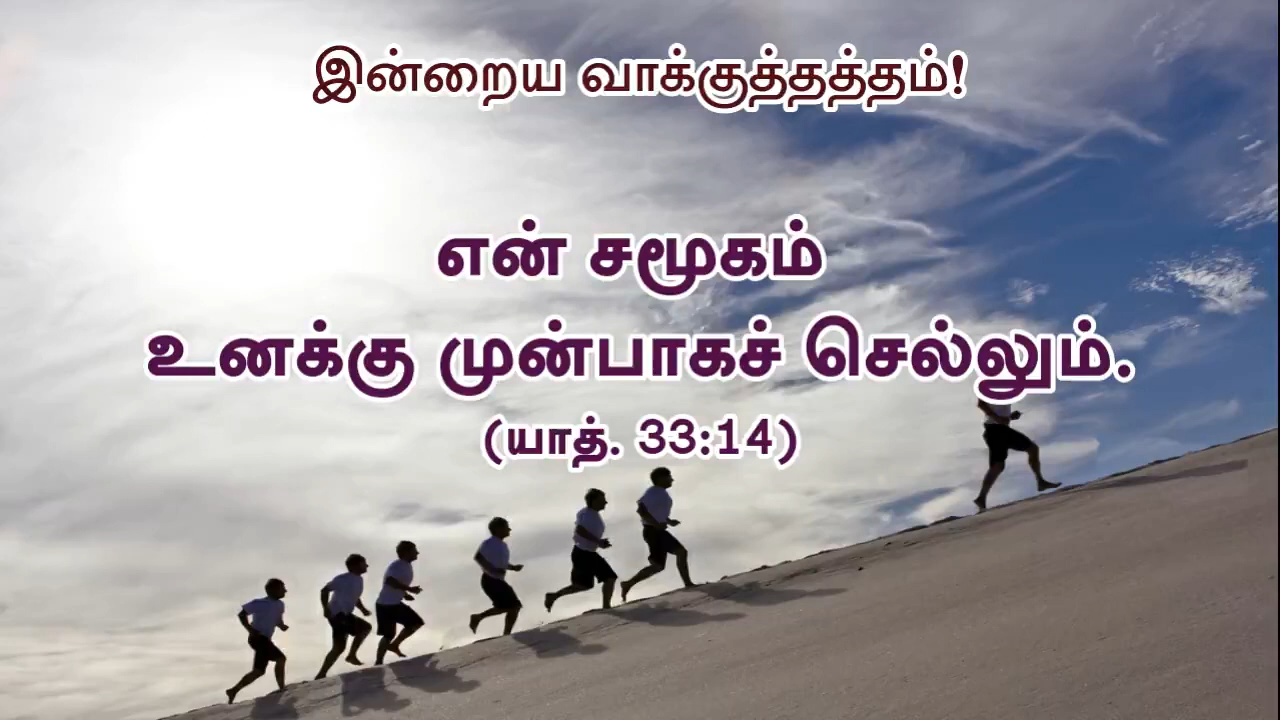 இன்றைய வாக்குத்தத்தம்!
என் சமூகம்
உனக்கு முன்பாகச் செல்லும்.
(யாத். 33:14)